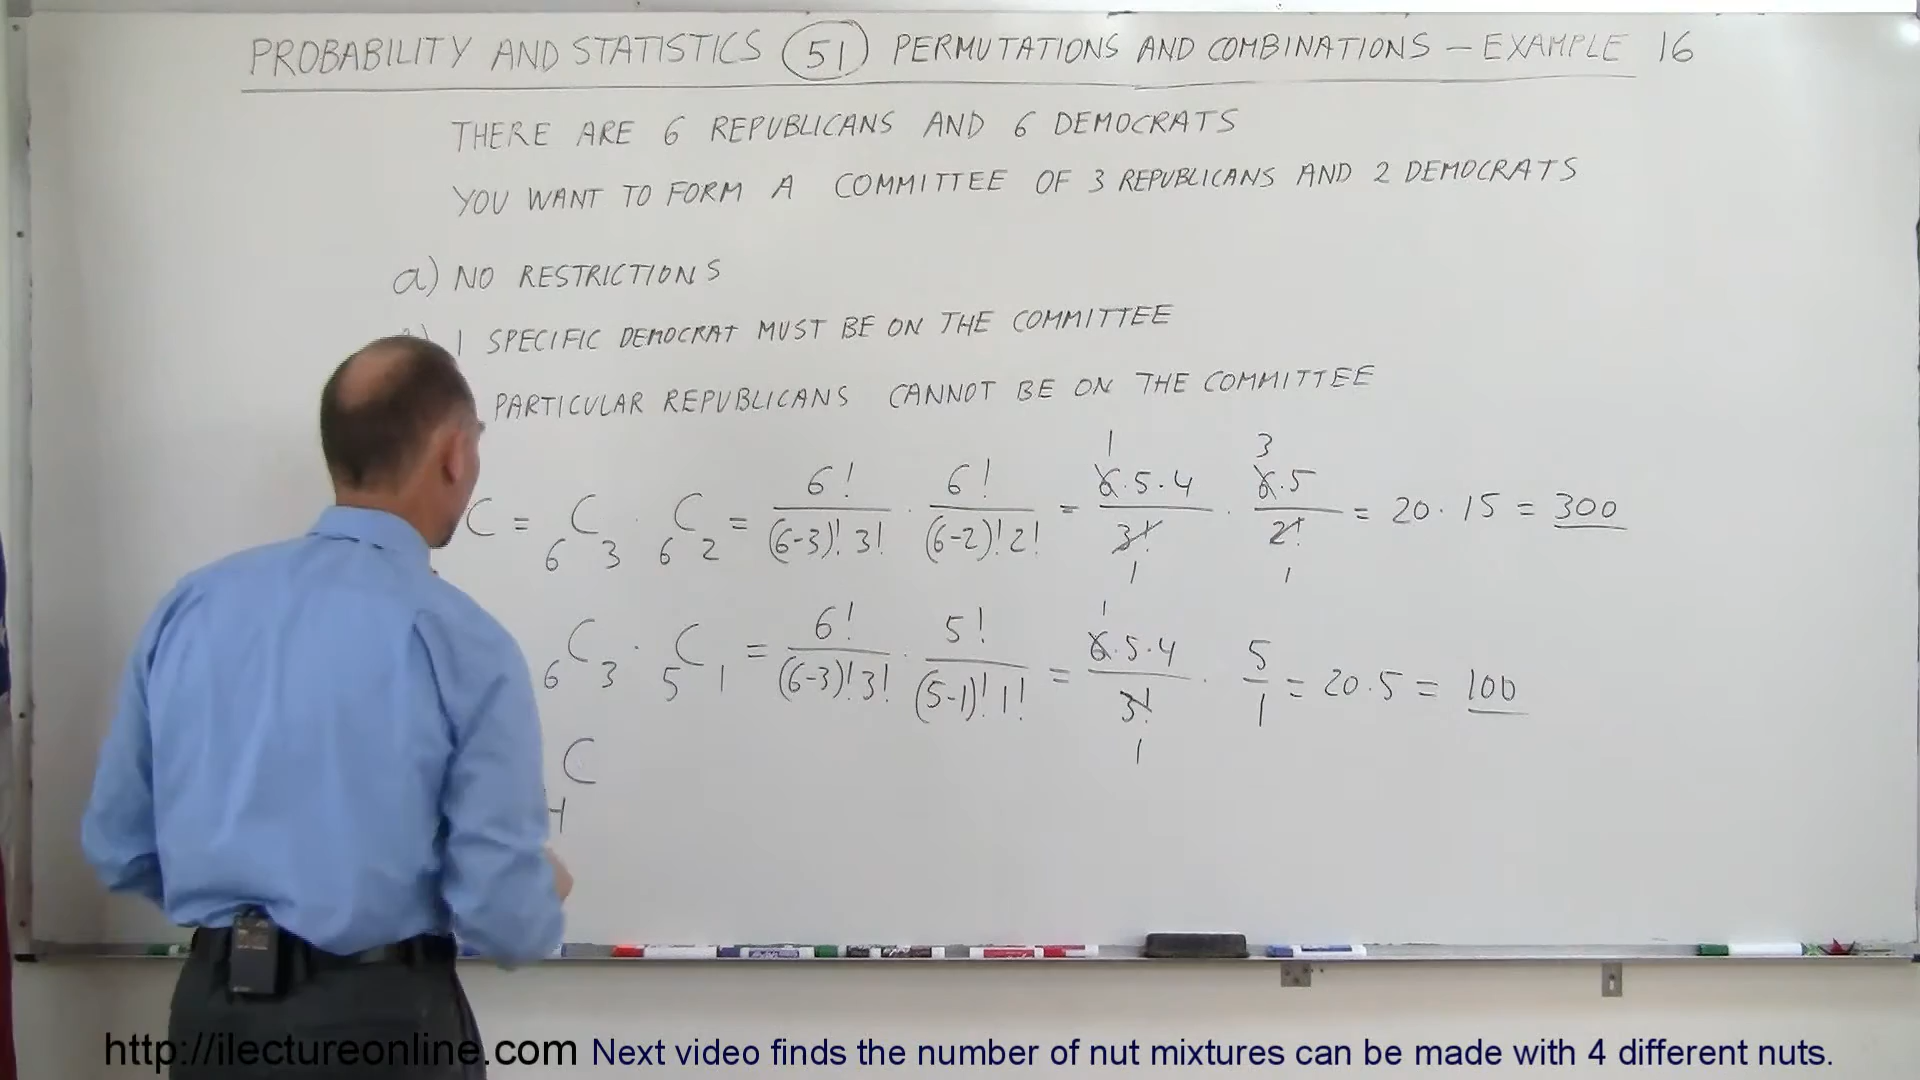 PROBABILITY AND STATISTICS 51 PERMUTATIONS AND COMBINATIONS – EXAMPLE 16
THERE ARE 6 REPUBLICANS AND 6 DEMOCRATS
YOU WANT TO FORM A COMMITTEE OF 3 REPUBLICANS AND 2 DEMOCRATS
a) NO RESTRICTIONS
1 SPECIFIC DEMOCRAT MUST BE ON THE COMMITTEE
PARTICULAR REPUBLICANS CANNOT BE ON THE COMMITTEE
C = 6C3 · 6C2 = 6!/((6-3)! 3!) · 6!/((6-2)! 2!) = 6·5·4/3! · 6·5/2! = 20 · 15 = 300
6C3 · 5C1 = 6!/((6-3)! 3!) · 5!/((5-1)! 1!) = 6·5·4/3! · 5/1 = 20·5 = 100
4C
http://ilectureonline.com Next video finds the number of nut mixtures can be made with 4 different nuts.